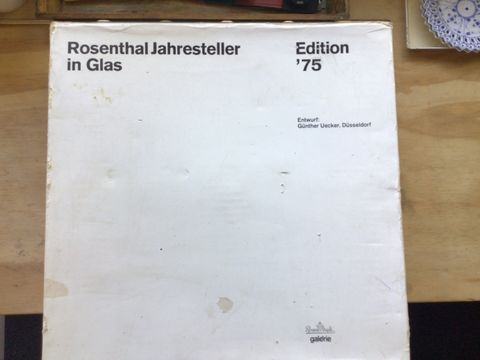 Rosenthal Jahresteller
in Glas
Edition
'75
Entwurf:
Günther Uecker, Düsseldorf
galerie